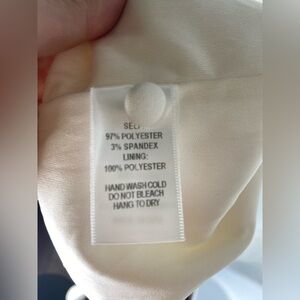 SELF
97% POLYESTER
3% SPANDEX
LINING:
100% POLYESTER
HAND WASH COLD
DO NOT BLEACH
HANG TO DRY